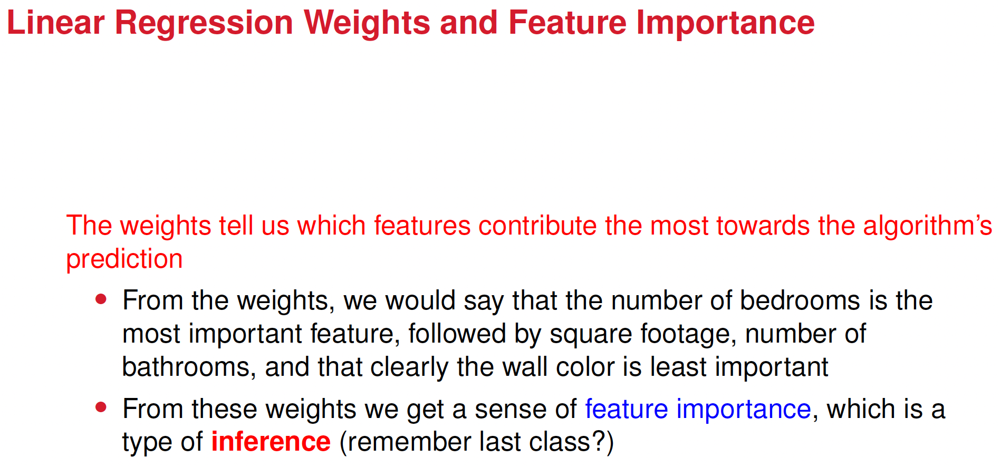 Linear Regression Weights and Feature Importance
The weights tell us which features contribute the most towards the algorithm’s
prediction
• From the weights, we would say that the number of bedrooms is the
most important feature, followed by square footage, number of
bathrooms, and that clearly the wall color is least important
• From these weights we get a sense of feature importance, which is a
type of inference (remember last class?)